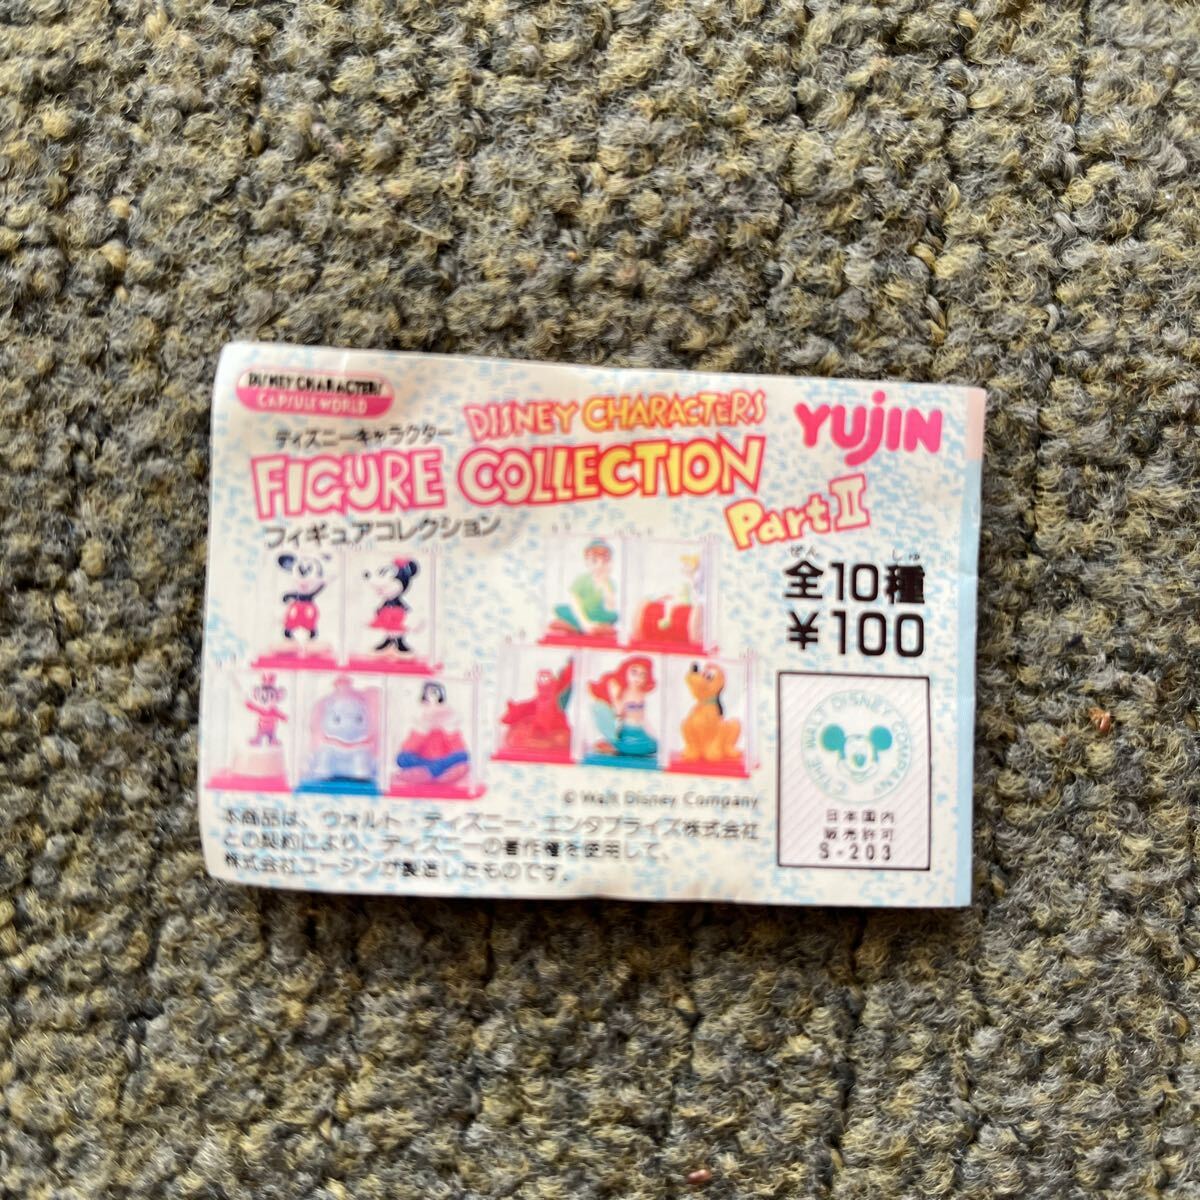 DISNEY CHARACTERS
CAPSULE WORLD
ディズニーキャラクター
DISNEY CHARACTERS
FIGURE COLLECTION
フィギュアコレクション
Part II
YUJIN
ぜん しゅ
全10種
¥100
© Walt Disney Company
本商品は、ウォルト・ディズニー・エンタプライズ株式会社
との契約により、ディズニーの著作権を使用して、
株式会社ユージンが製造したものです。
THE WALT DISNEY COMPANY
日本国内
販売許可
S-203